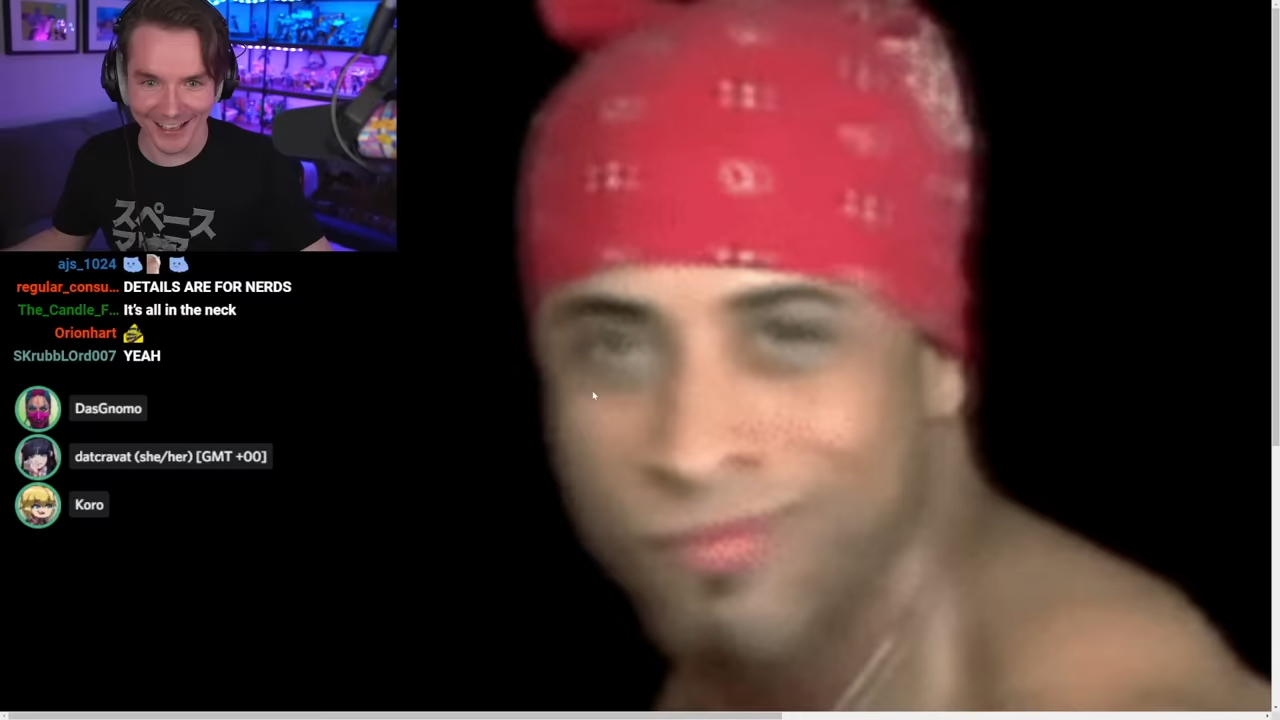 スペース
ajs_1024
regular_consu... DETAILS ARE FOR NERDS
The_Candle_F... It's all in the neck
Orionhart
SKrubbLOrd007 YEAH
DasGnomo
datcravat (she/her) [GMT +00]
Koro